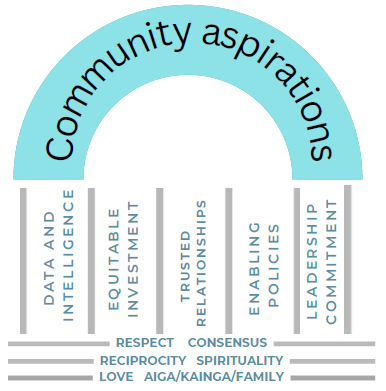 Community aspirations
DATA AND
INTELLIGENCE
EQUITABLE
INVESTMENT
TRUSTED
RELATIONSHIPS
ENABLING
POLICIES
LEADERSHIP
COMMITMENT
RESPECT CONSENSUS
RECIPROCITY SPIRITUALITY
LOVE AIGA/KAINGA/FAMILY